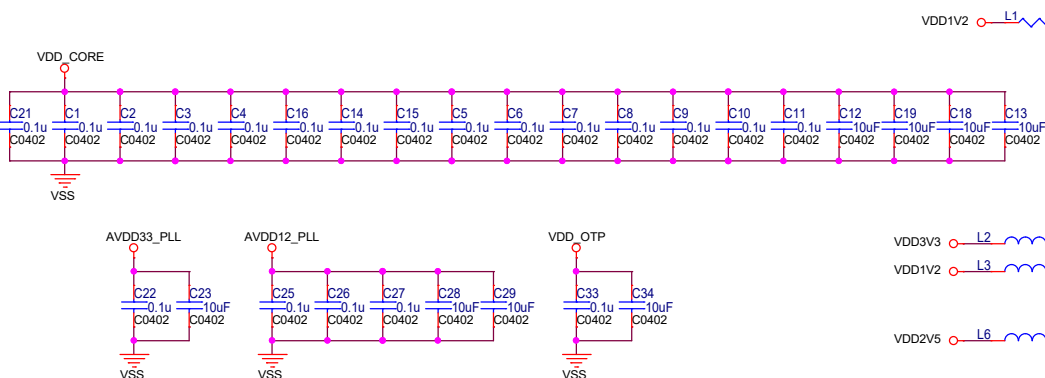 VDD1V2 L1
VDD_CORE
C21 C1 C2 C3 C4 C16 C14 C15 C5 C6 C7 C8 C9 C10 C11 C12 C19 C18 C13
0.1u 0.1u 0.1u 0.1u 0.1u 0.1u 0.1u 0.1u 0.1u 0.1u 0.1u 0.1u 0.1u 0.1u 0.1u 10uF 10uF 10uF 10uF
C0402 C0402 C0402 C0402 C0402 C0402 C0402 C0402 C0402 C0402 C0402 C0402 C0402 C0402 C0402 C0402 C0402 C0402 C0402
VSS
AVDD33_PLL AVDD12_PLL VDD_OTP VDD3V3 L2
VDD1V2 L3
C22 C23 C25 C26 C27 C28 C29 C33 C34
0.1u 10uF 0.1u 0.1u 0.1u 10uF 10uF 0.1u 10uF
C0402 C0402 C0402 C0402 C0402 C0402 C0402 C0402 C0402
VDD2V5 L6
VSS VSS VSS